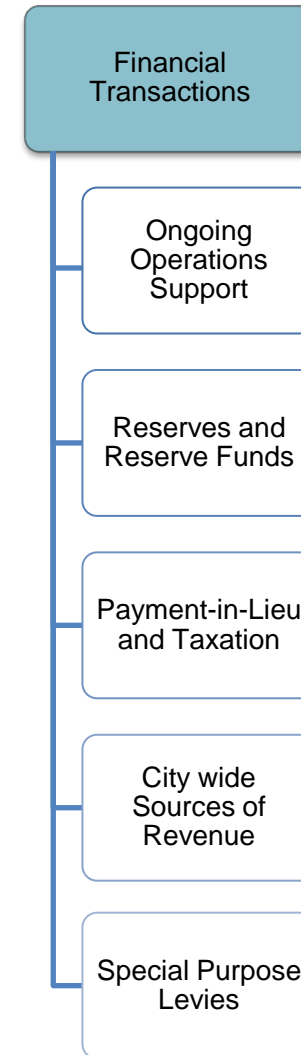 Financial
Transactions
Ongoing
Operations
Support
Reserves and
Reserve Funds
Payment-in-Lieu
and Taxation
City wide
Sources of
Revenue
Special Purpose
Levies